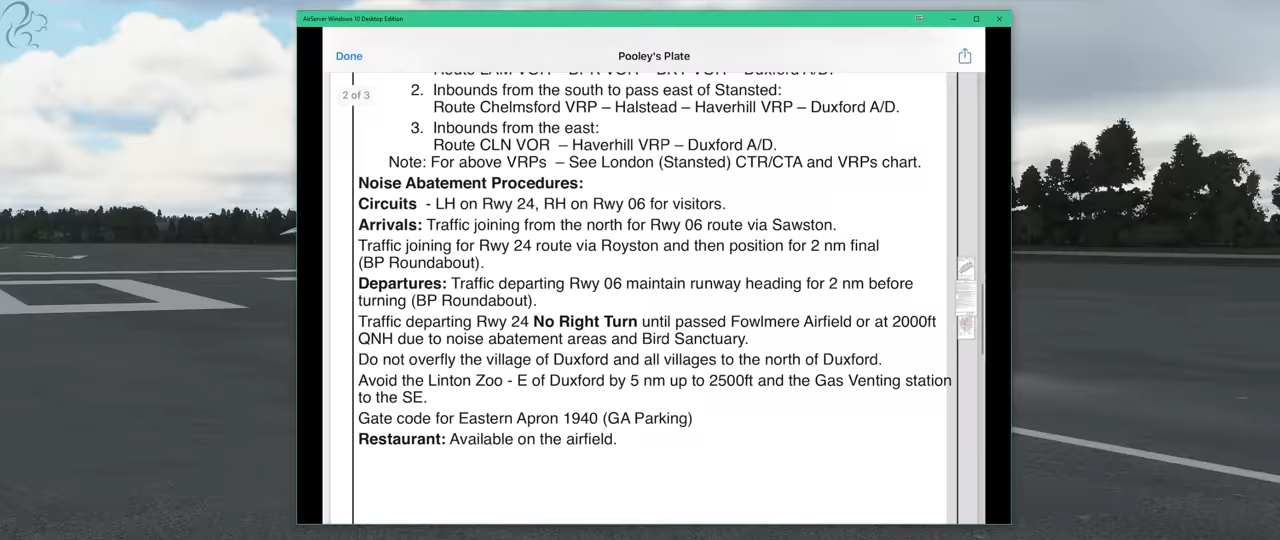 AirServer Windows 10 Desktop Edition
Done
Pooley's Plate
2 of 3
2. Inbounds from the south to pass east of Stansted:
Route Chelmsford VRP – Halstead – Haverhill VRP – Duxford A/D.
3. Inbounds from the east:
Route CLN VOR – Haverhill VRP – Duxford A/D.
Note: For above VRPs – See London (Stansted) CTR/CTA and VRPs chart.
Noise Abatement Procedures:
Circuits - LH on Rwy 24, RH on Rwy 06 for visitors.
Arrivals: Traffic joining from the north for Rwy 06 route via Sawston.
Traffic joining for Rwy 24 route via Royston and then position for 2 nm final
(BP Roundabout).
Departures: Traffic departing Rwy 06 maintain runway heading for 2 nm before
turning (BP Roundabout).
Traffic departing Rwy 24 No Right Turn until passed Fowlmere Airfield or at 2000ft
QNH due to noise abatement areas and Bird Sanctuary.
Do not overfly the village of Duxford and all villages to the north of Duxford.
Avoid the Linton Zoo - E of Duxford by 5 nm up to 2500ft and the Gas Venting station
to the SE.
Gate code for Eastern Apron 1940 (GA Parking)
Restaurant: Available on the airfield.